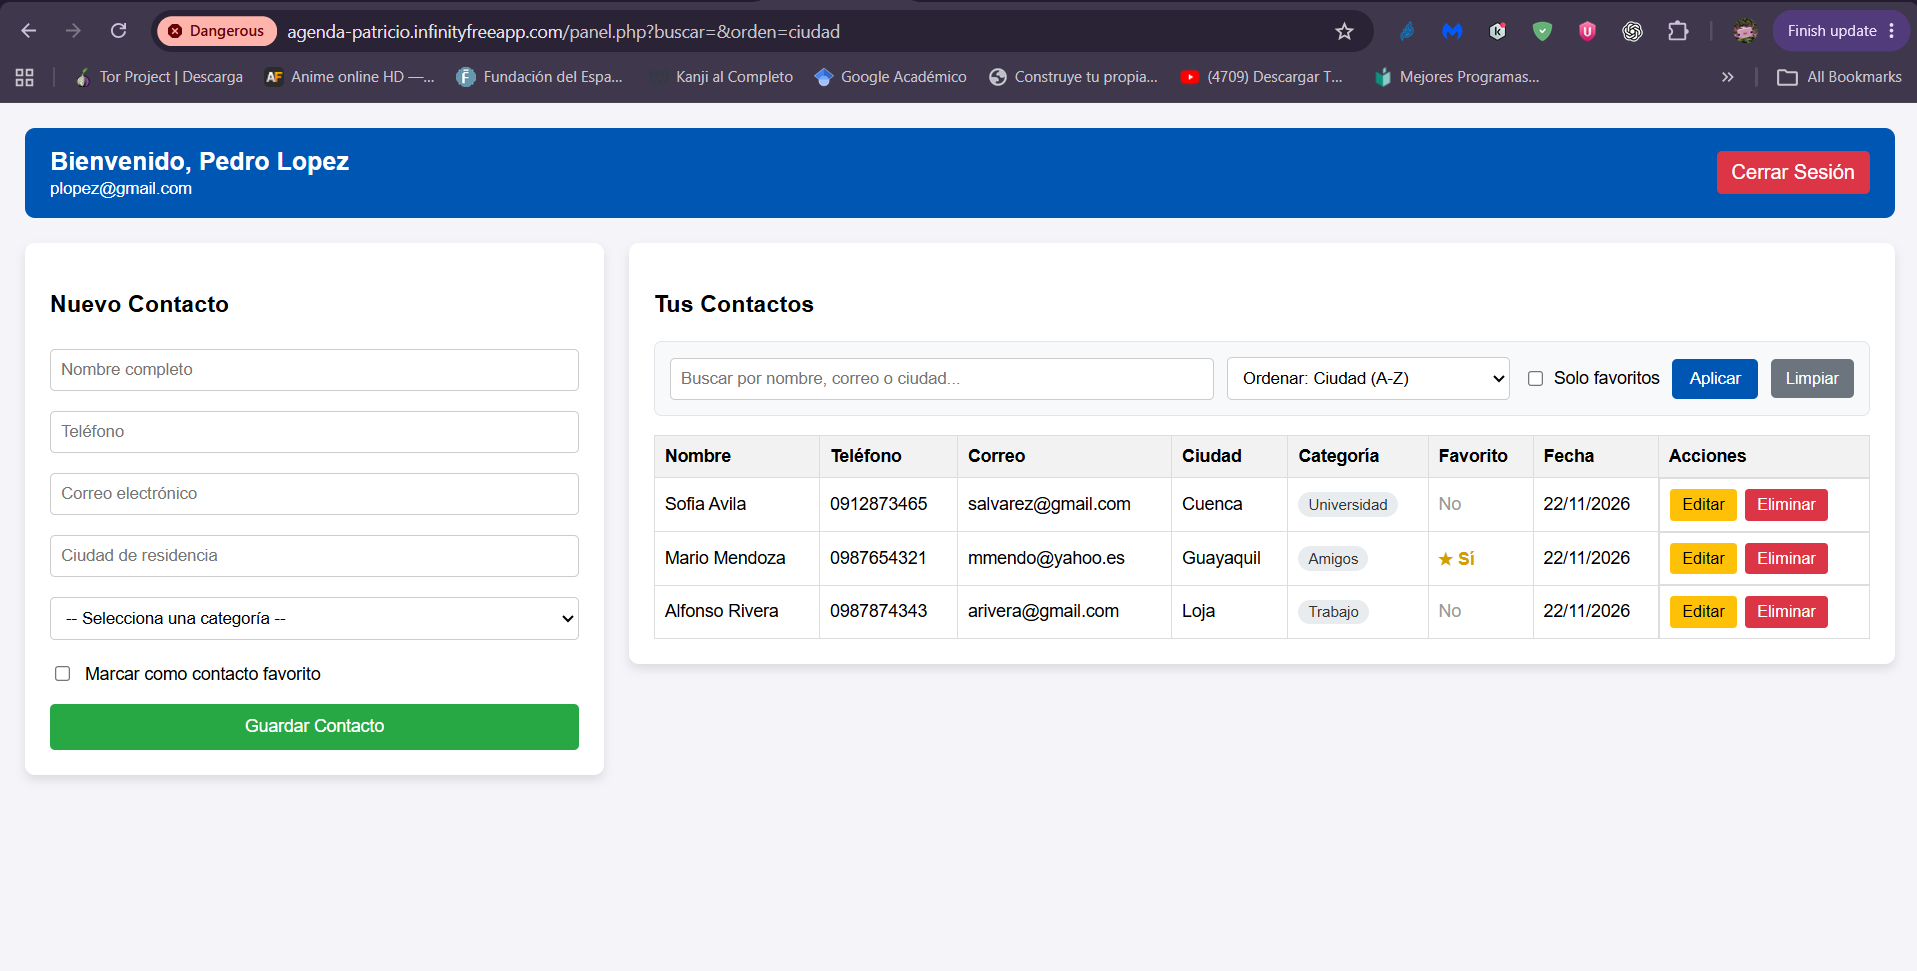 Dangerous agenda-patricio.infinityfreeapp.com/panel.php?buscar=&orden=ciudad Finish update
Tor Project | Descarga Anime online HD —... Fundación del Espa... Kanji al Completo Google Académico Construye tu propia... (4709) Descargar T... Mejores Programas... » All Bookmarks
Bienvenido, Pedro Lopez
plopez@gmail.com
Cerrar Sesión
Nuevo Contacto
Nombre completo
Teléfono
Correo electrónico
Ciudad de residencia
-- Selecciona una categoría --
Marcar como contacto favorito
Guardar Contacto
Tus Contactos
Buscar por nombre, correo o ciudad... Ordenar: Ciudad (A-Z) Solo favoritos Aplicar Limpiar
Nombre Teléfono Correo Ciudad Categoría Favorito Fecha Acciones
Sofia Avila 0912873465 salvarez@gmail.com Cuenca Universidad No 22/11/2026 Editar Eliminar
Mario Mendoza 0987654321 mmendo@yahoo.es Guayaquil Amigos ★ Sí 22/11/2026 Editar Eliminar
Alfonso Rivera 0987874343 arivera@gmail.com Loja Trabajo No 22/11/2026 Editar Eliminar